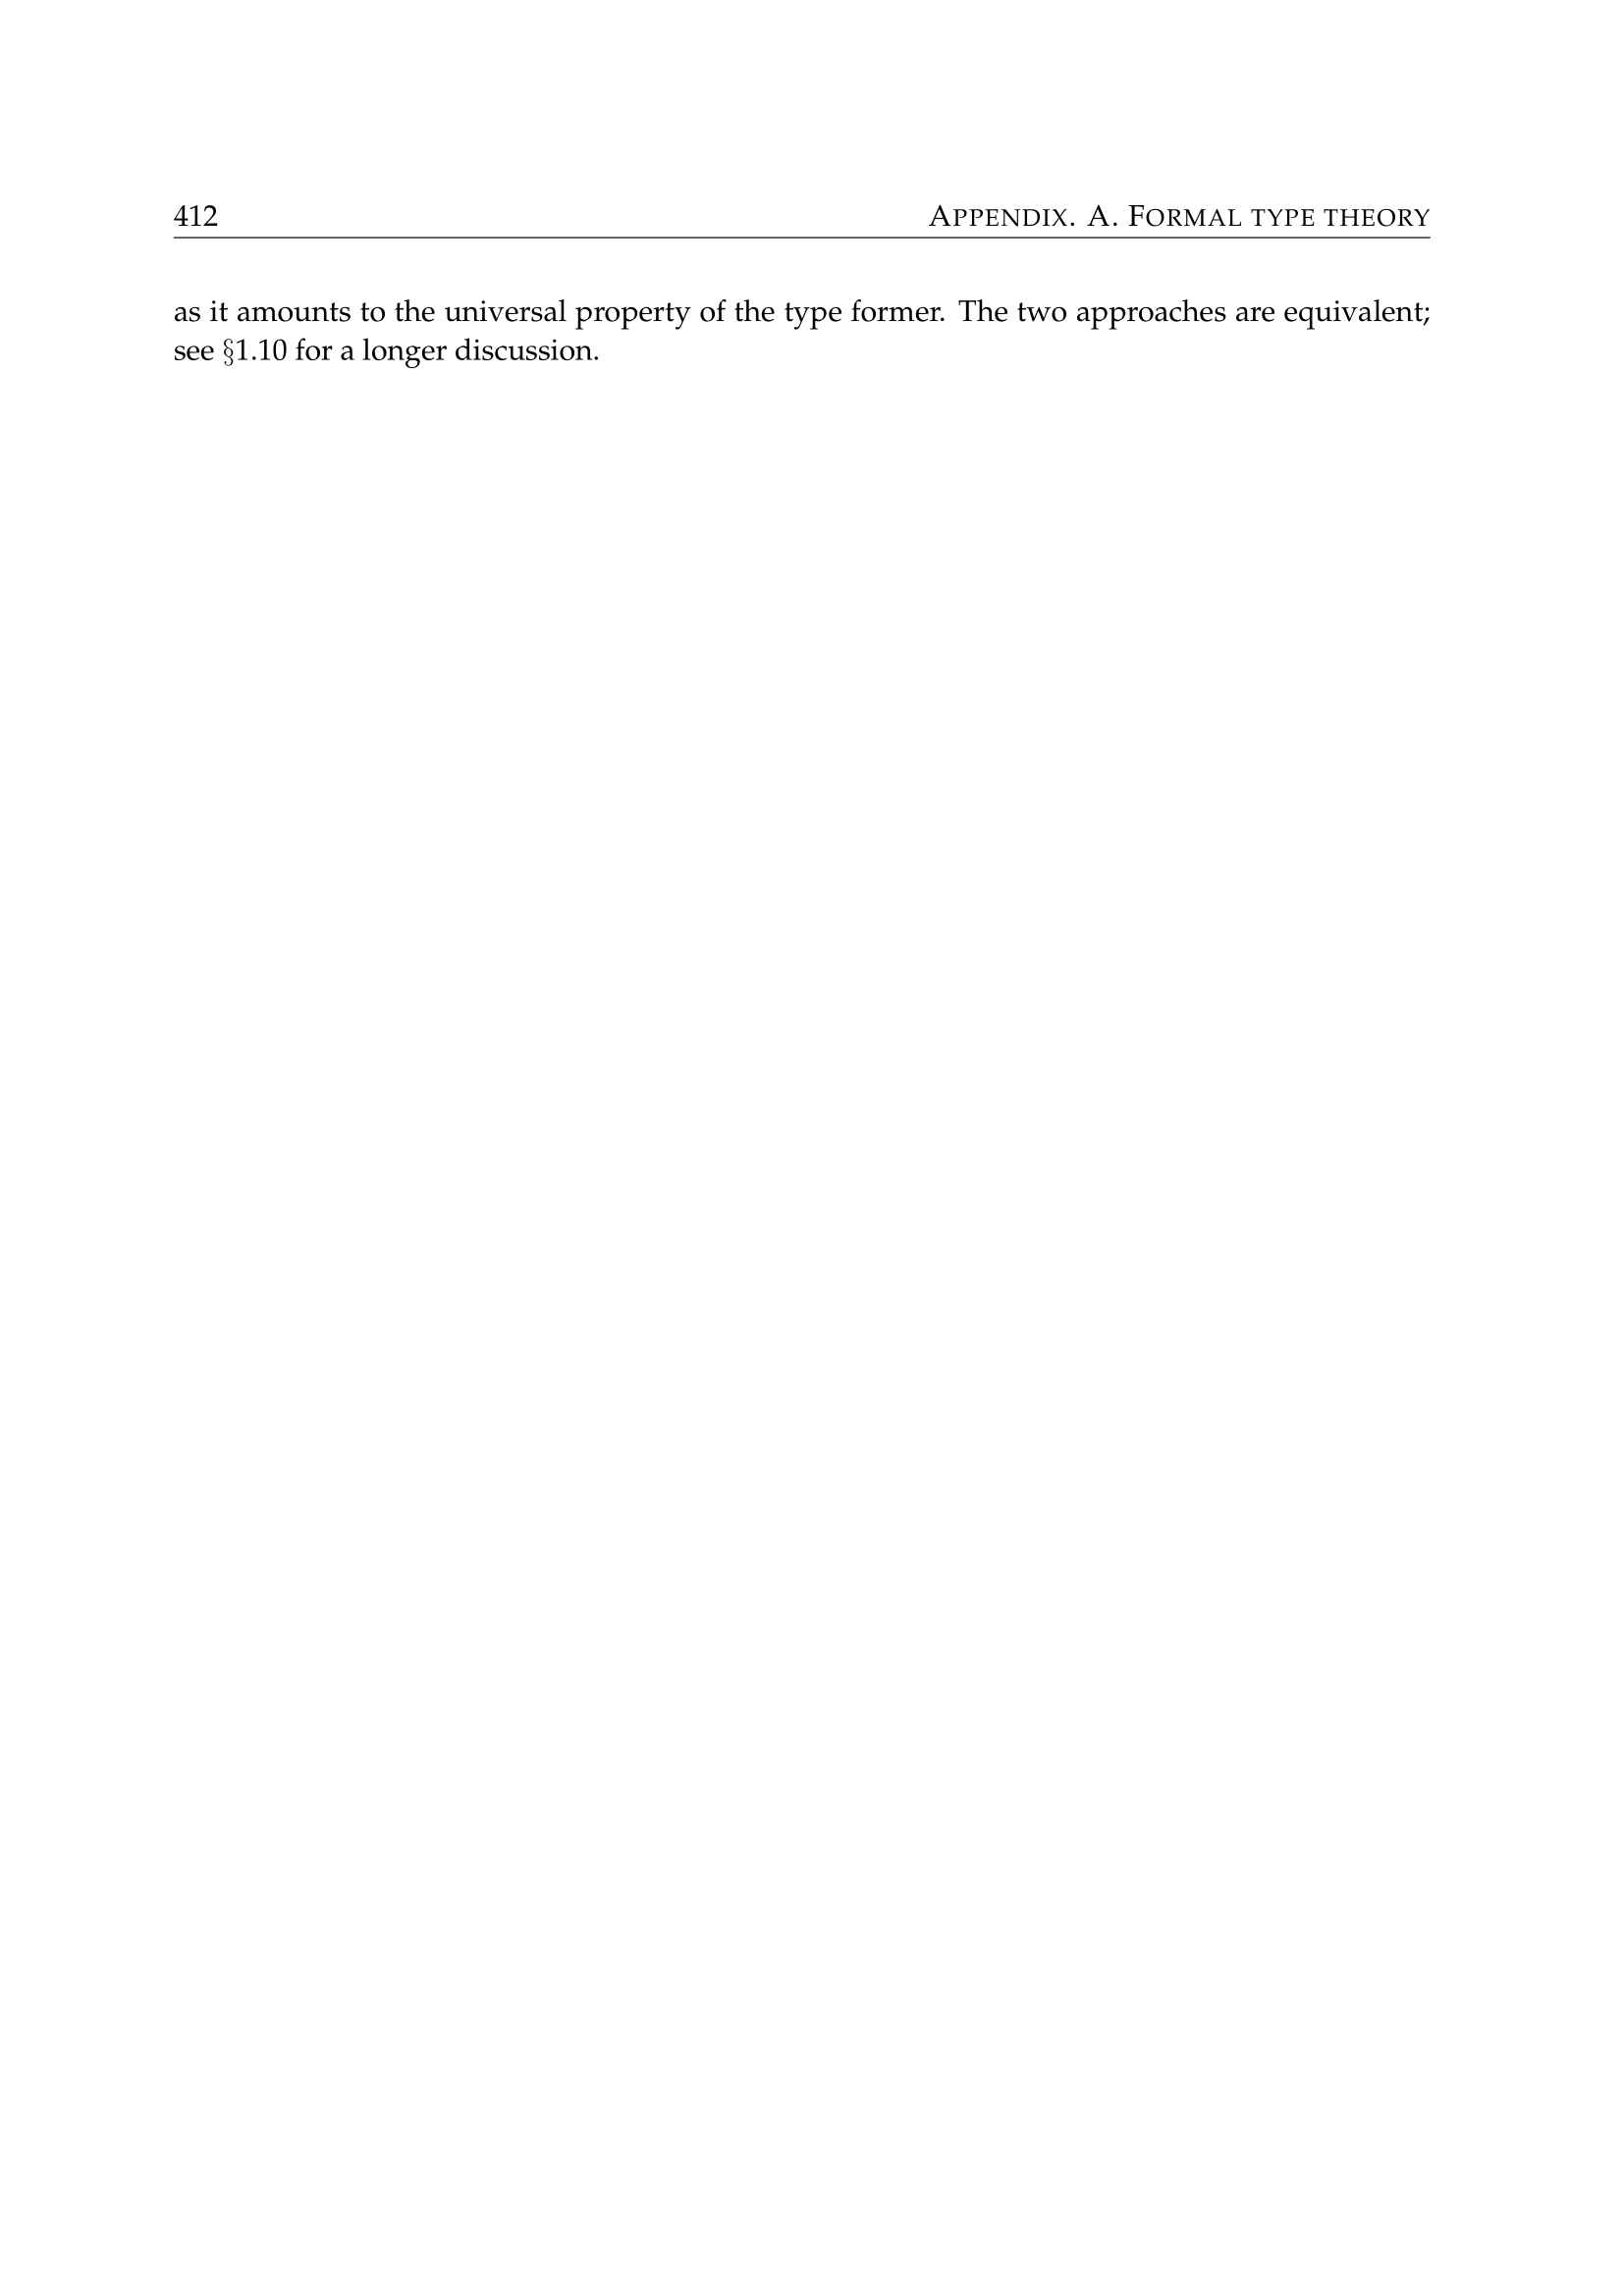 412 APPENDIX. A. FORMAL TYPE THEORY
as it amounts to the universal property of the type former. The two approaches are equivalent;
see §1.10 for a longer discussion.